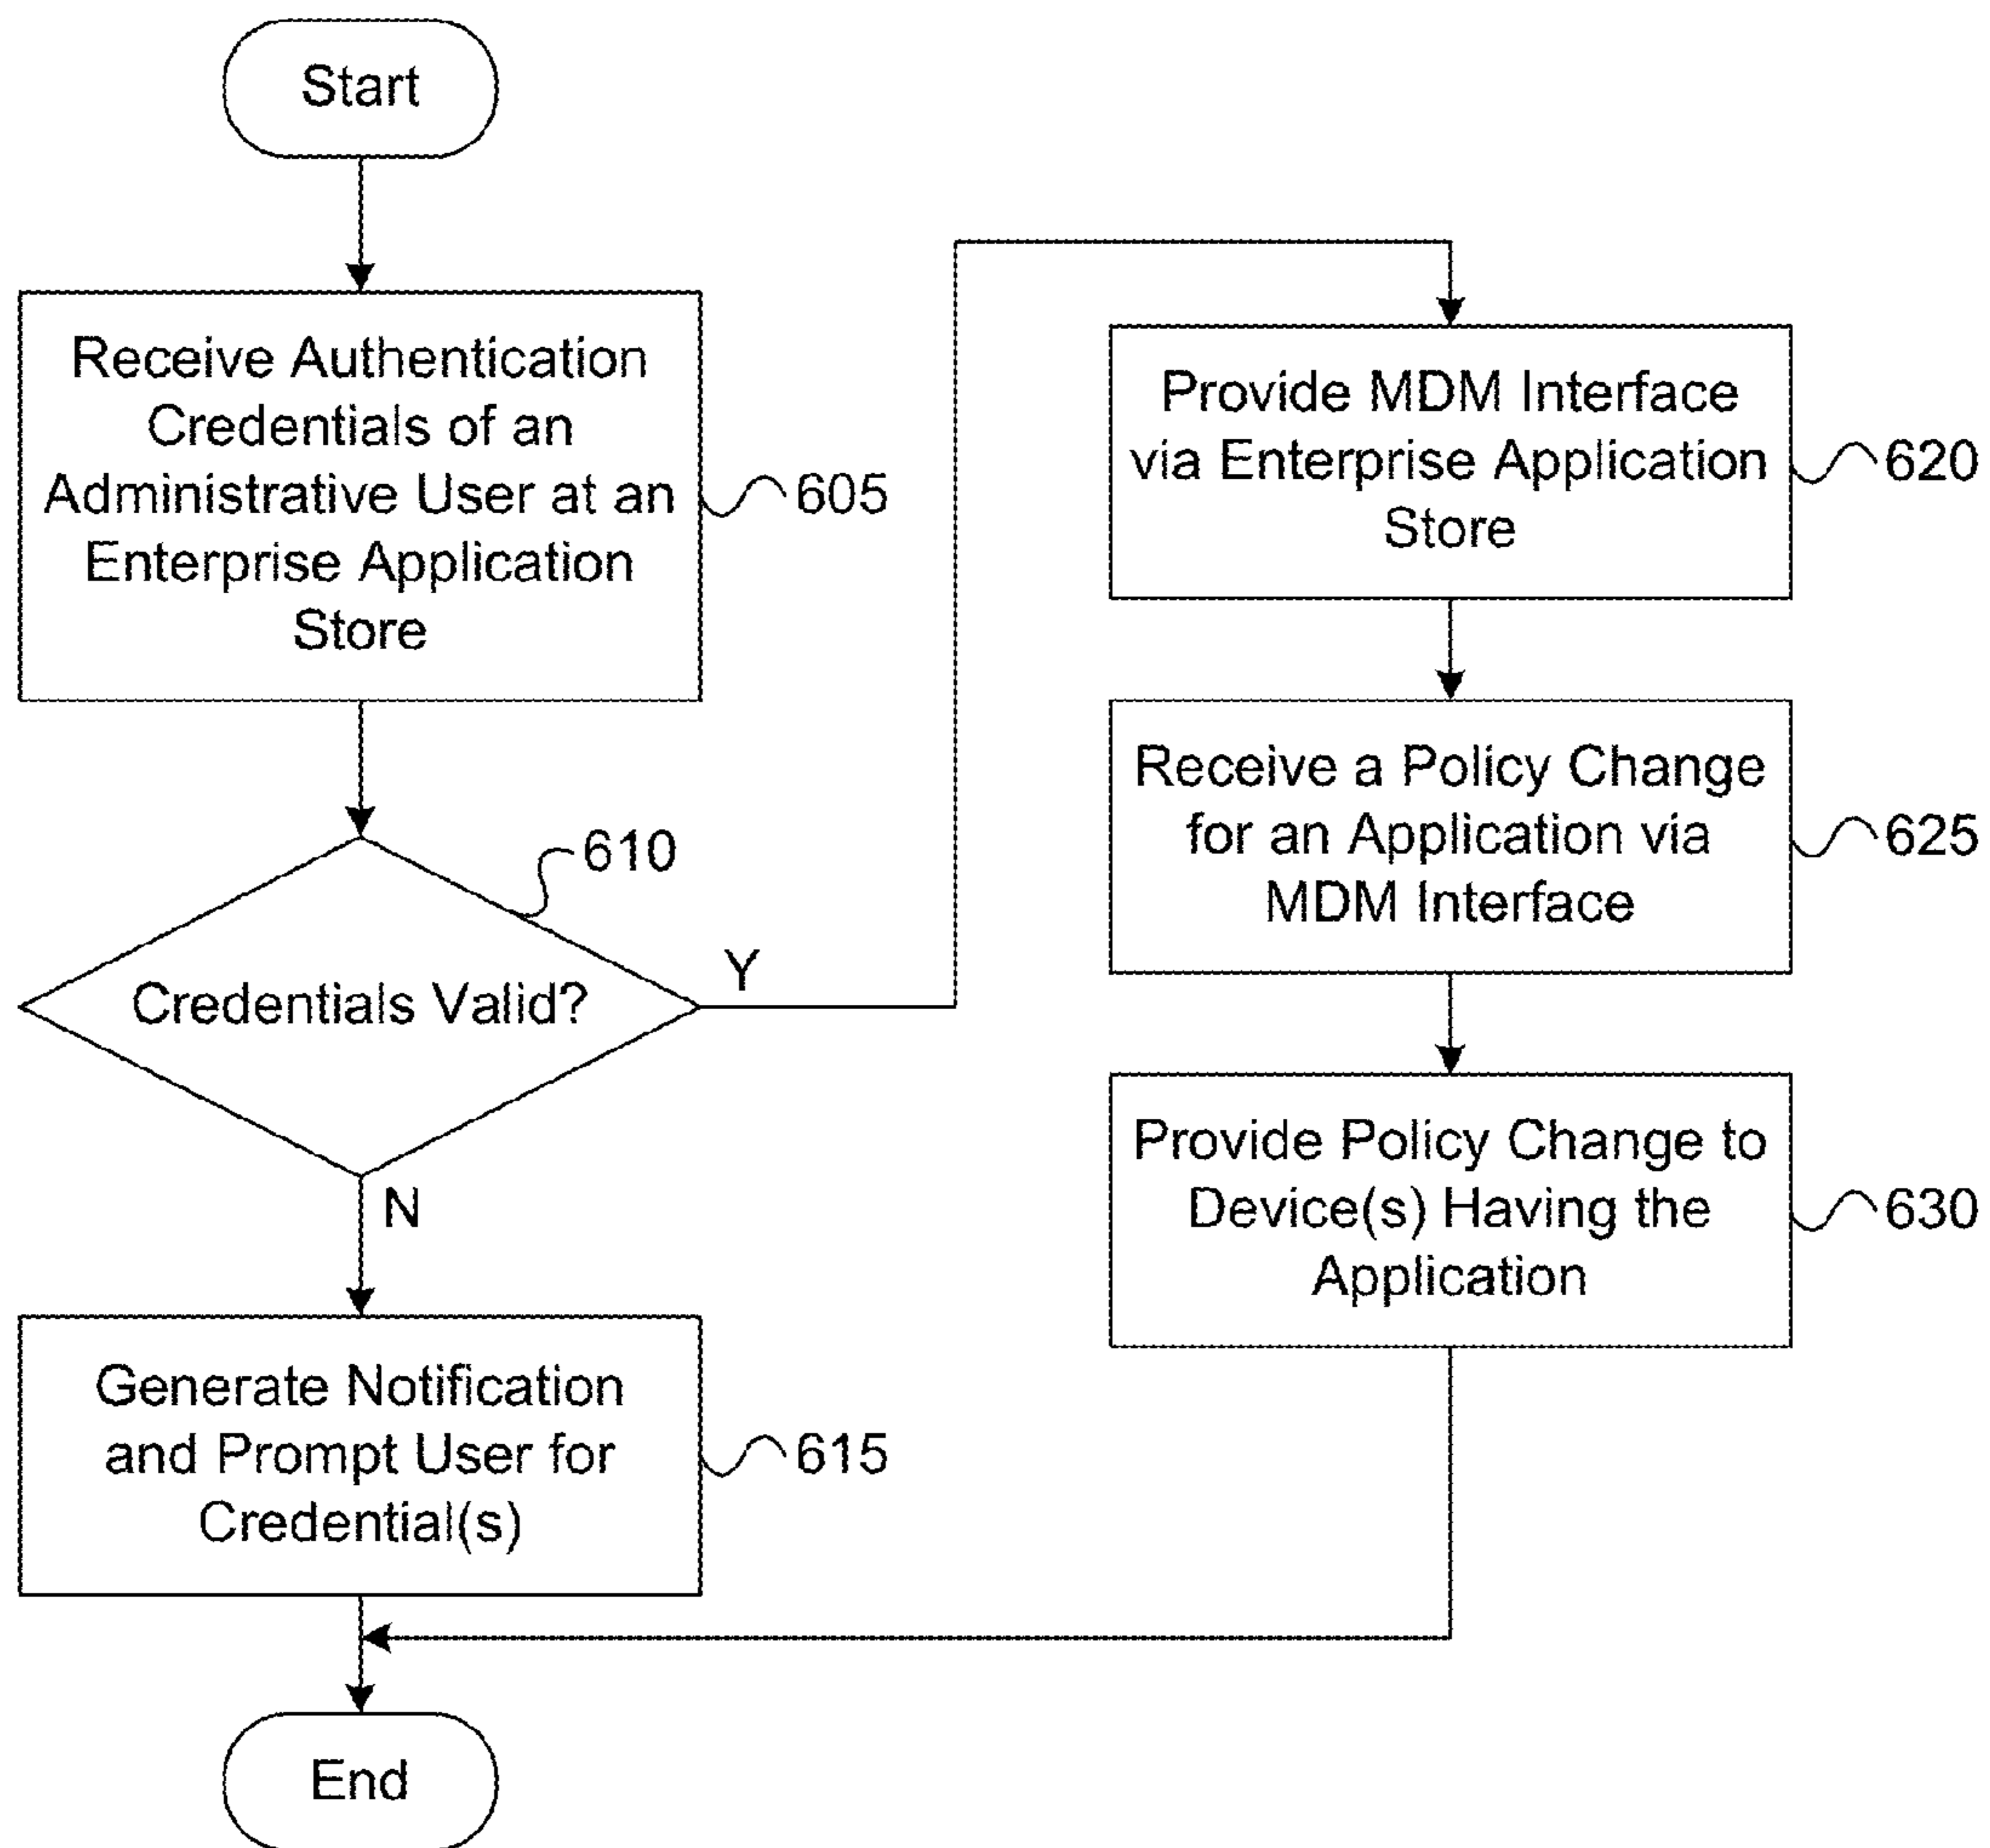 Start
Receive Authentication
Credentials of an
Administrative User at an
Enterprise Application
Store
605
610
Credentials Valid?
Y
N
Generate Notification
and Prompt User for
Credential(s)
615
End
Provide MDM Interface
via Enterprise Application
Store
620
Receive a Policy Change
for an Application via
MDM Interface
625
Provide Policy Change to
Device(s) Having the
Application
630